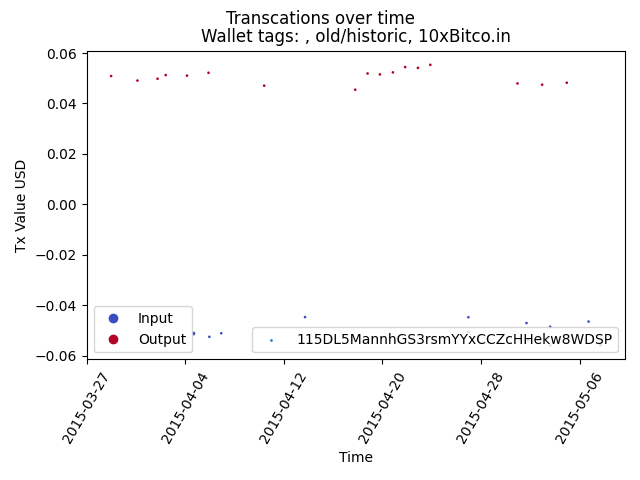 Transcations over time
Wallet tags: , old/historic, 10xBitco.in
Tx Value USD
0.06
0.04
0.02
0.00
−0.02
−0.04
−0.06
Input
Output
115DL5MannhGS3rsmYYxCCZcHHekw8WDSP
2015-03-27
2015-04-04
2015-04-12
2015-04-20
2015-04-28
2015-05-06
Time